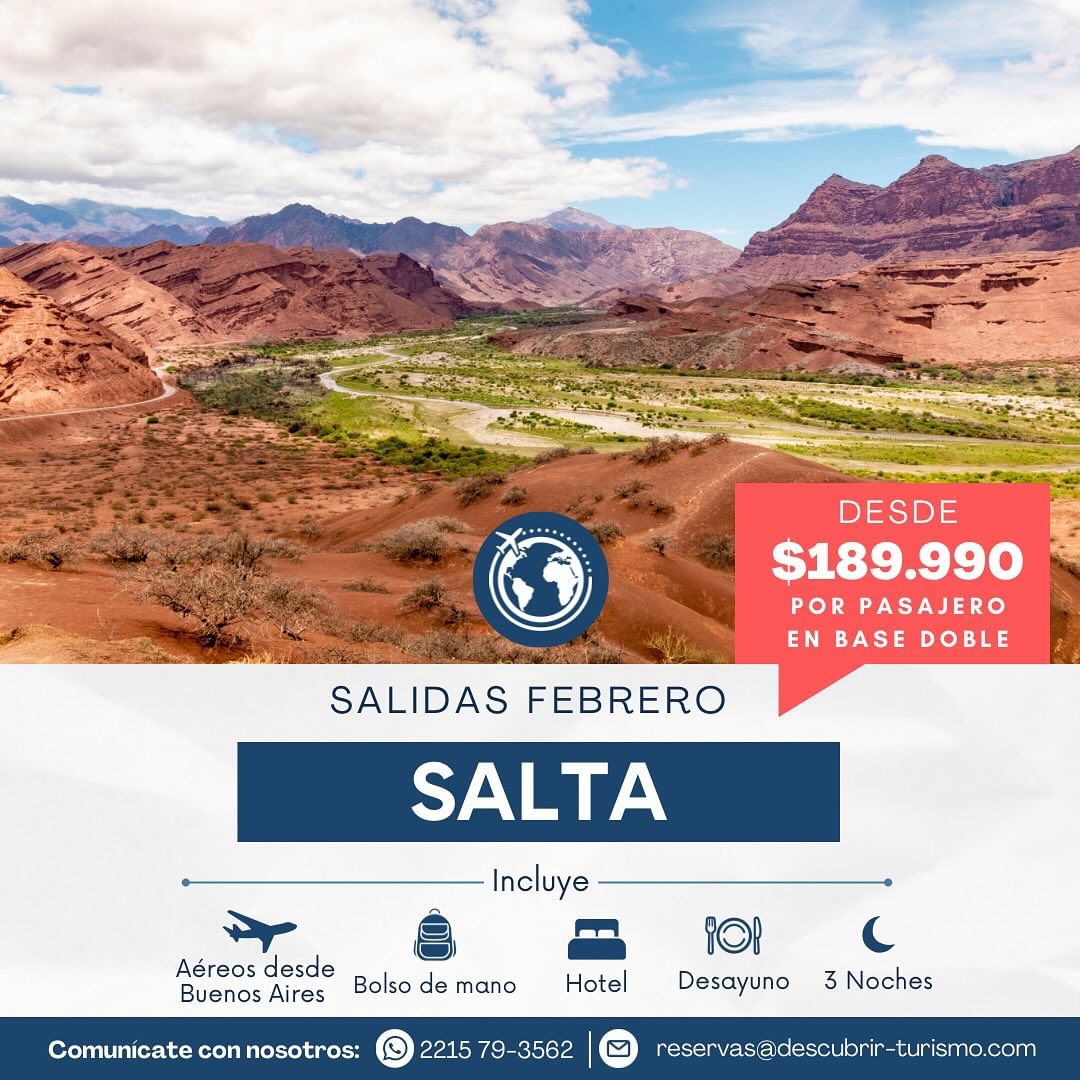 DESDE
$189.990
POR PASAJERO
EN BASE DOBLE
SALIDAS FEBRERO
SALTA
Incluye
Aéreos desde
Buenos Aires
Bolso de mano
Hotel
Desayuno
3 Noches
Comunícate con nosotros: 2215 79-3562 | reservas@descubrir-turismo.com